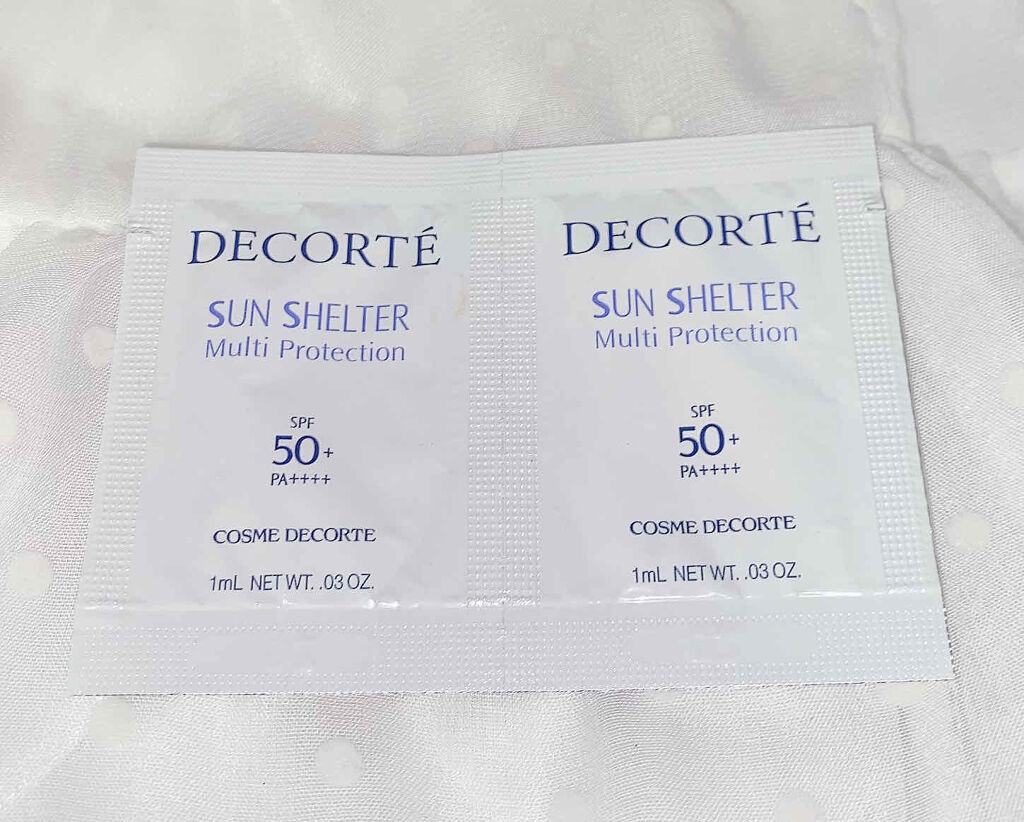 DECORTÉ
SUN SHELTER
Multi Protection
SPF
50+
PA++++
COSME DECORTE
1mL NET WT. .03 OZ.
DECORTÉ
SUN SHELTER
Multi Protection
SPF
50+
PA++++
COSME DECORTE
1mL NET WT. .03 OZ.